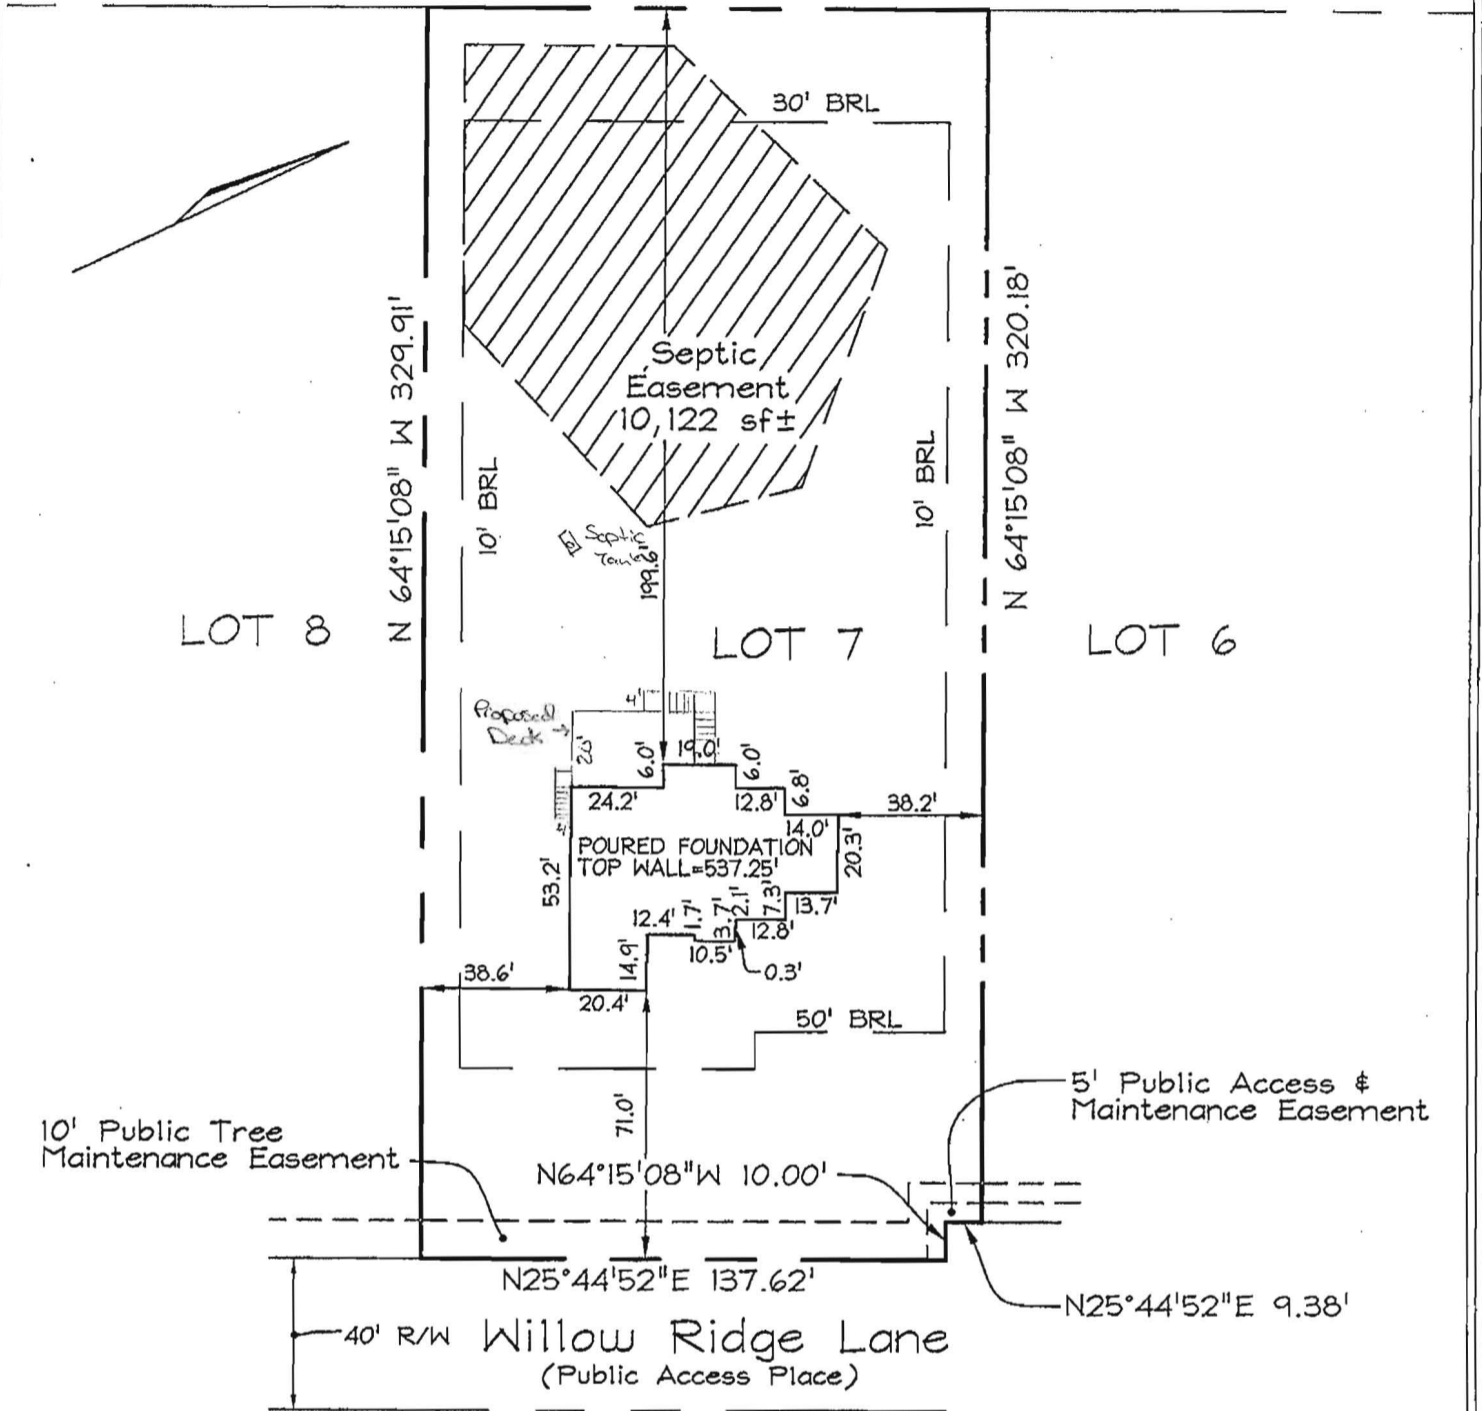 30' BRL
N 64°15'08" W 329.91'
N 64°15'08" W 320.18'
Septic
Easement
10,122 sf±
10' BRL
10' BRL
Septic
Tank
199.6'
LOT 8
LOT 7
LOT 6
4'
Proposed
Deck
20'
6.0'
19.0'
6.0'
24.2'
12.8'
6.8'
38.2'
14.0'
4'
POURED FOUNDATION
TOP WALL=537.25'
20.3'
53.2'
12.4'
1.7'
3.7'
2.1'
7.3'
13.7'
12.8'
14.9'
10.5'
0.3'
38.6'
20.4'
50' BRL
71.0'
5' Public Access &
Maintenance Easement
10' Public Tree
Maintenance Easement
N64°15'08"W 10.00'
N25°44'52"E 137.62'
N25°44'52"E 9.38'
40' R/W
Willow Ridge Lane
(Public Access Place)